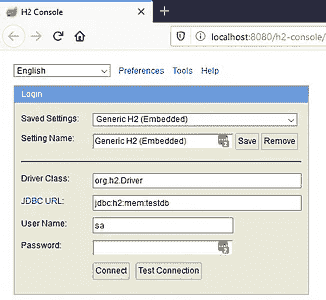 H2 Console
localhost:8080/h2-console/
English Preferences Tools Help
Login
Saved Settings: Generic H2 (Embedded)
Setting Name: Generic H2 (Embedded) Save Remove
Driver Class: org.h2.Driver
JDBC URL: jdbc:h2:mem:testdb
User Name: sa
Password:
Connect Test Connection